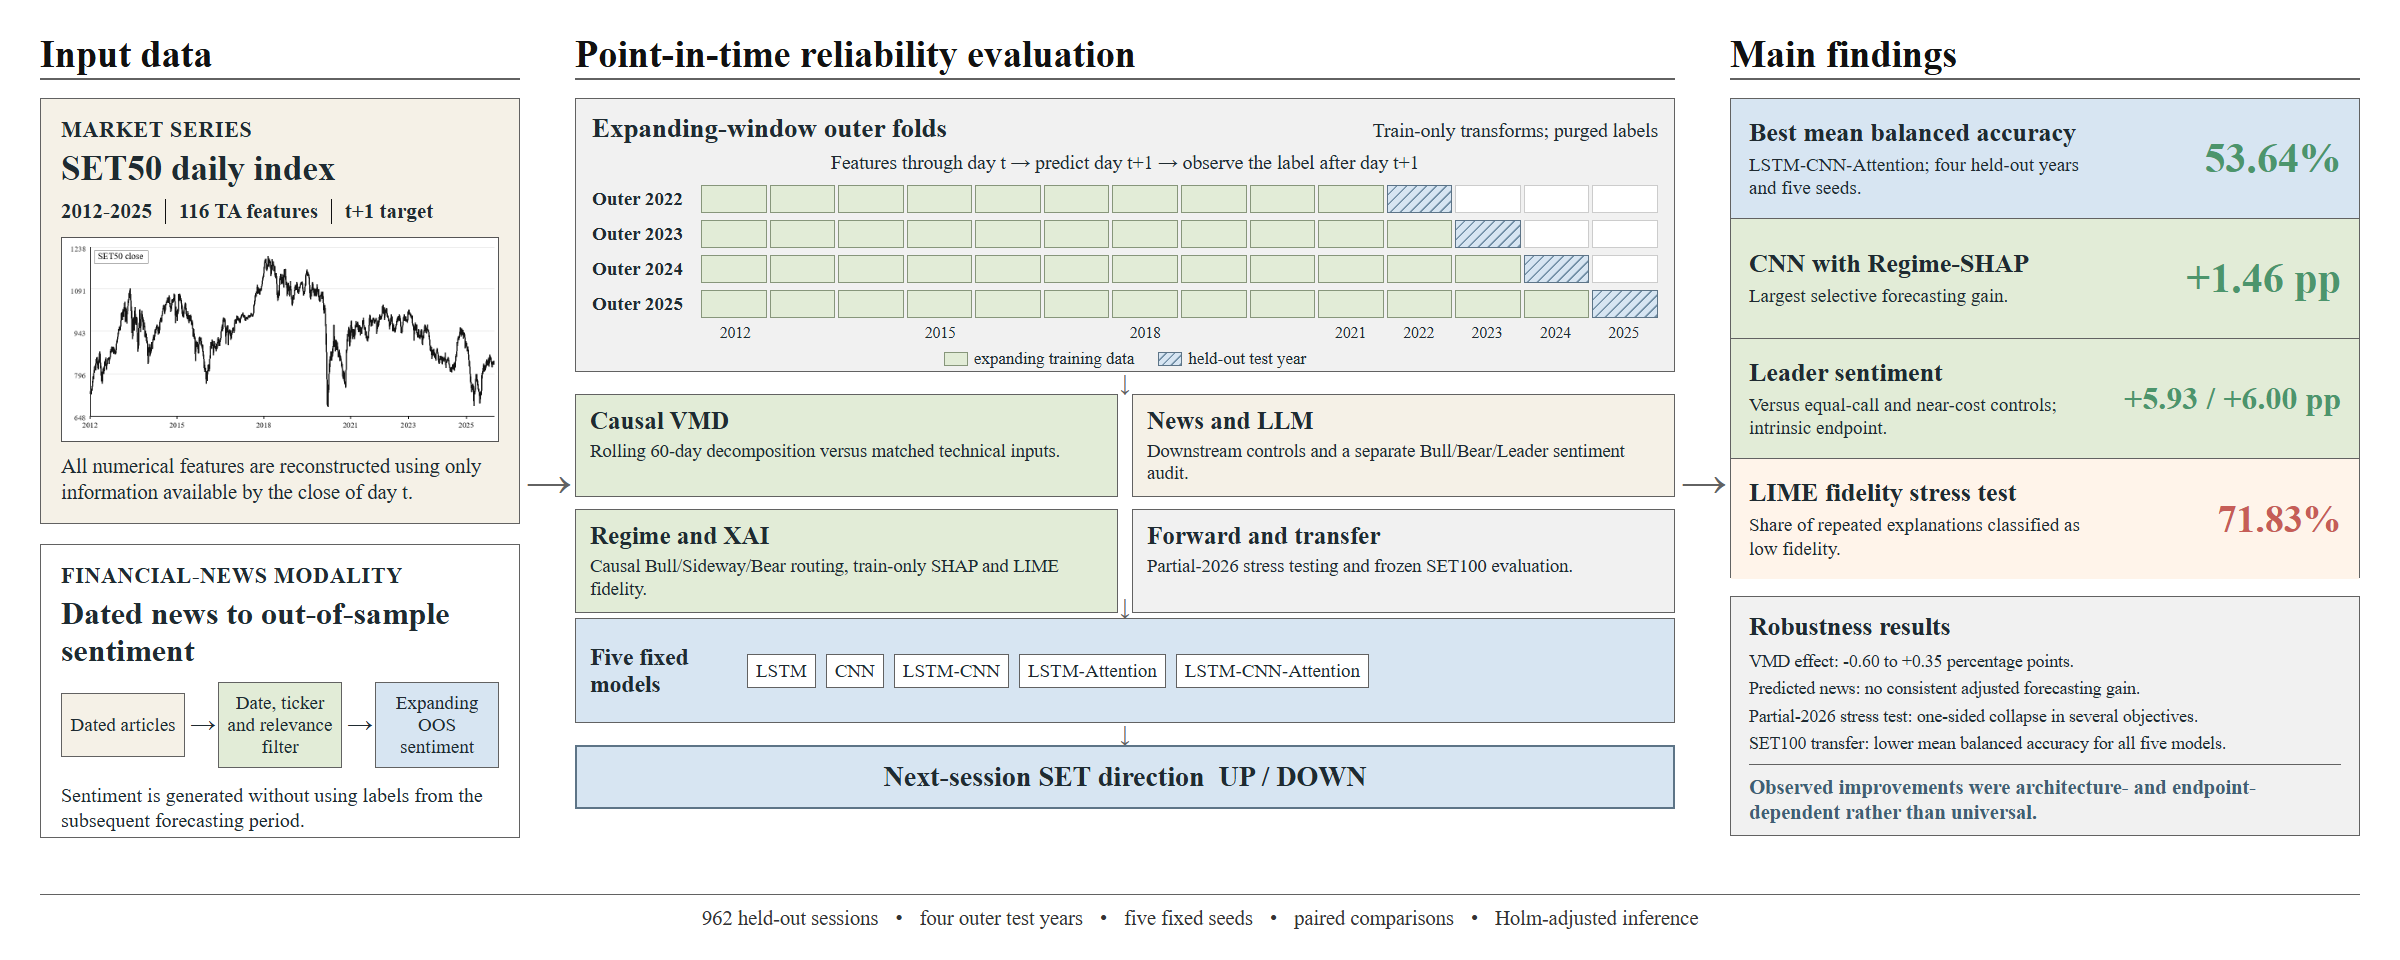 Input data
MARKET SERIES
SET50 daily index
2012-2025 | 116 TA features | t+1 target
SET50 close
1238
1091
943
796
648
2012 2015 2018 2021 2023 2025
All numerical features are reconstructed using only
information available by the close of day t.
FINANCIAL-NEWS MODALITY
Dated news to out-of-sample
sentiment
Dated articles → Date, ticker and relevance filter → Expanding OOS sentiment
Sentiment is generated without using labels from the
subsequent forecasting period.
Point-in-time reliability evaluation
Expanding-window outer folds
Train-only transforms; purged labels
Features through day t → predict day t+1 → observe the label after day t+1
Outer 2022
Outer 2023
Outer 2024
Outer 2025
2012 2015 2018 2021 2022 2023 2024 2025
expanding training data held-out test year
Causal VMD
Rolling 60-day decomposition versus matched technical inputs.
News and LLM
Downstream controls and a separate Bull/Bear/Leader sentiment
audit.
Regime and XAI
Causal Bull/Sideway/Bear routing, train-only SHAP and LIME
fidelity.
Forward and transfer
Partial-2026 stress testing and frozen SET100 evaluation.
Five fixed
models
LSTM CNN LSTM-CNN LSTM-Attention LSTM-CNN-Attention
Next-session SET direction UP / DOWN
Main findings
Best mean balanced accuracy
LSTM-CNN-Attention; four held-out years
and five seeds.
53.64%
CNN with Regime-SHAP
Largest selective forecasting gain.
+1.46 pp
Leader sentiment
Versus equal-call and near-cost controls;
intrinsic endpoint.
+5.93 / +6.00 pp
LIME fidelity stress test
Share of repeated explanations classified as
low fidelity.
71.83%
Robustness results
VMD effect: -0.60 to +0.35 percentage points.
Predicted news: no consistent adjusted forecasting gain.
Partial-2026 stress test: one-sided collapse in several objectives.
SET100 transfer: lower mean balanced accuracy for all five models.
Observed improvements were architecture- and endpoint-
dependent rather than universal.
962 held-out sessions • four outer test years • five fixed seeds • paired comparisons • Holm-adjusted inference